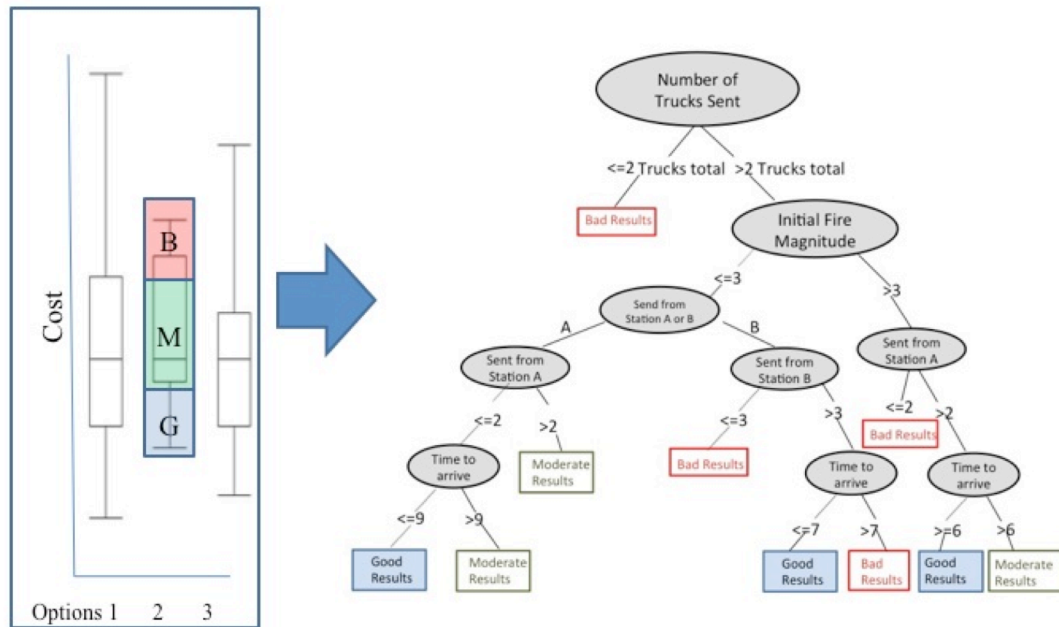 Cost
B
M
G
Options 1 2 3
Number of
Trucks Sent
<=2 Trucks total
>2 Trucks total
Bad Results
Initial Fire
Magnitude
<=3
>3
Send from
Station A or B
A
B
Sent from
Station A
Sent from
Station B
Sent from
Station A
<=2
>2
<=3
>3
<=2
>2
Bad Results
Time to
arrive
Moderate
Results
Bad Results
Time to
arrive
Time to
arrive
<=9
>9
<=7
>7
>=6
>6
Good
Results
Moderate
Results
Good
Results
Bad
Results
Good
Results
Moderate
Results